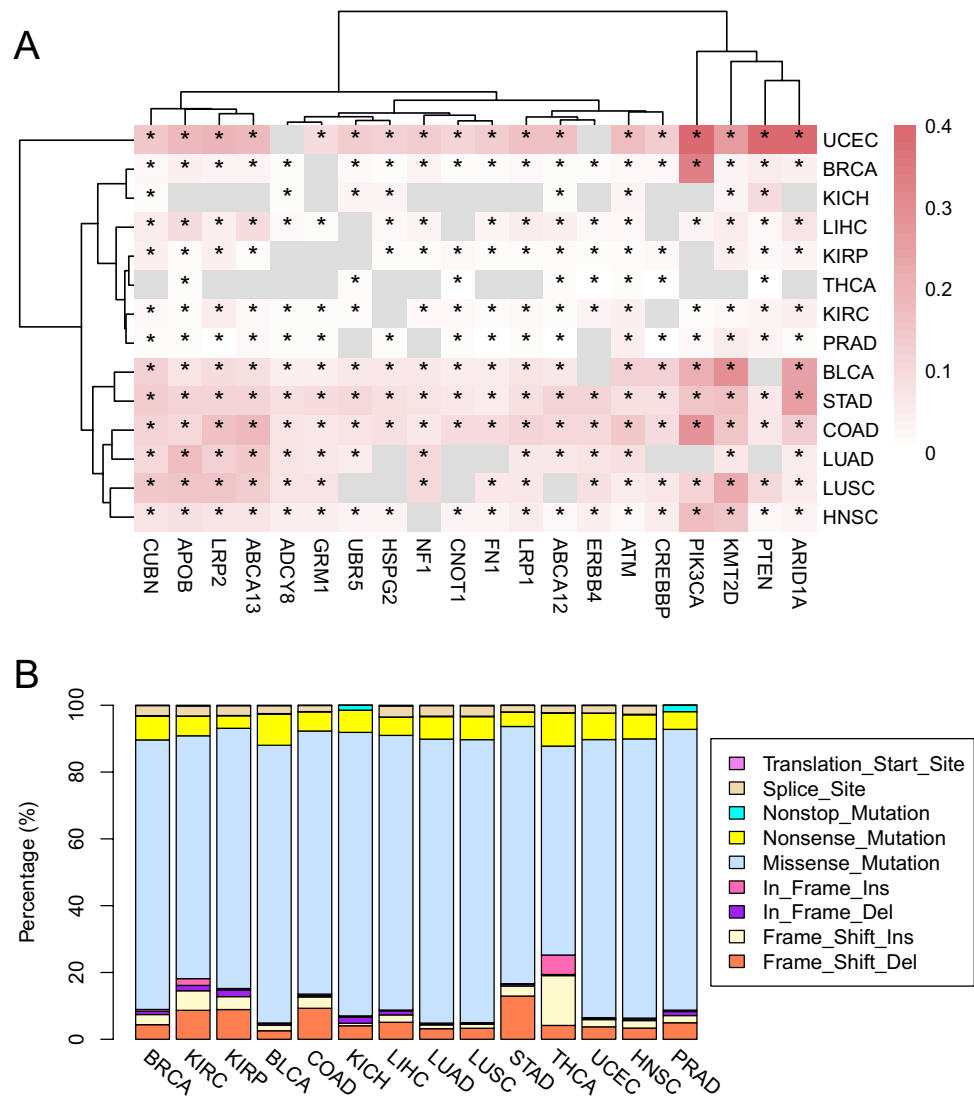 A
UCEC
BRCA
KICH
LIHC
KIRP
THCA
KIRC
PRAD
BLCA
STAD
COAD
LUAD
LUSC
HNSC
0.4
0.3
0.2
0.1
0
CUBN
APOB
LRP2
ABCA13
ADCY8
GRM1
UBR5
HSPG2
NF1
CNOT1
FN1
LRP1
ABCA12
ERBB4
ATM
CREBBP
PIK3CA
KMT2D
PTEN
ARID1A
B
Percentage (%)
100
80
60
40
20
0
BRCA
KIRC
KIRP
BLCA
COAD
KICH
LIHC
LUAD
LUSC
STAD
THCA
UCEC
HNSC
PRAD
Translation_Start_Site
Splice_Site
Nonstop_Mutation
Nonsense_Mutation
Missense_Mutation
In_Frame_Ins
In_Frame_Del
Frame_Shift_Ins
Frame_Shift_Del